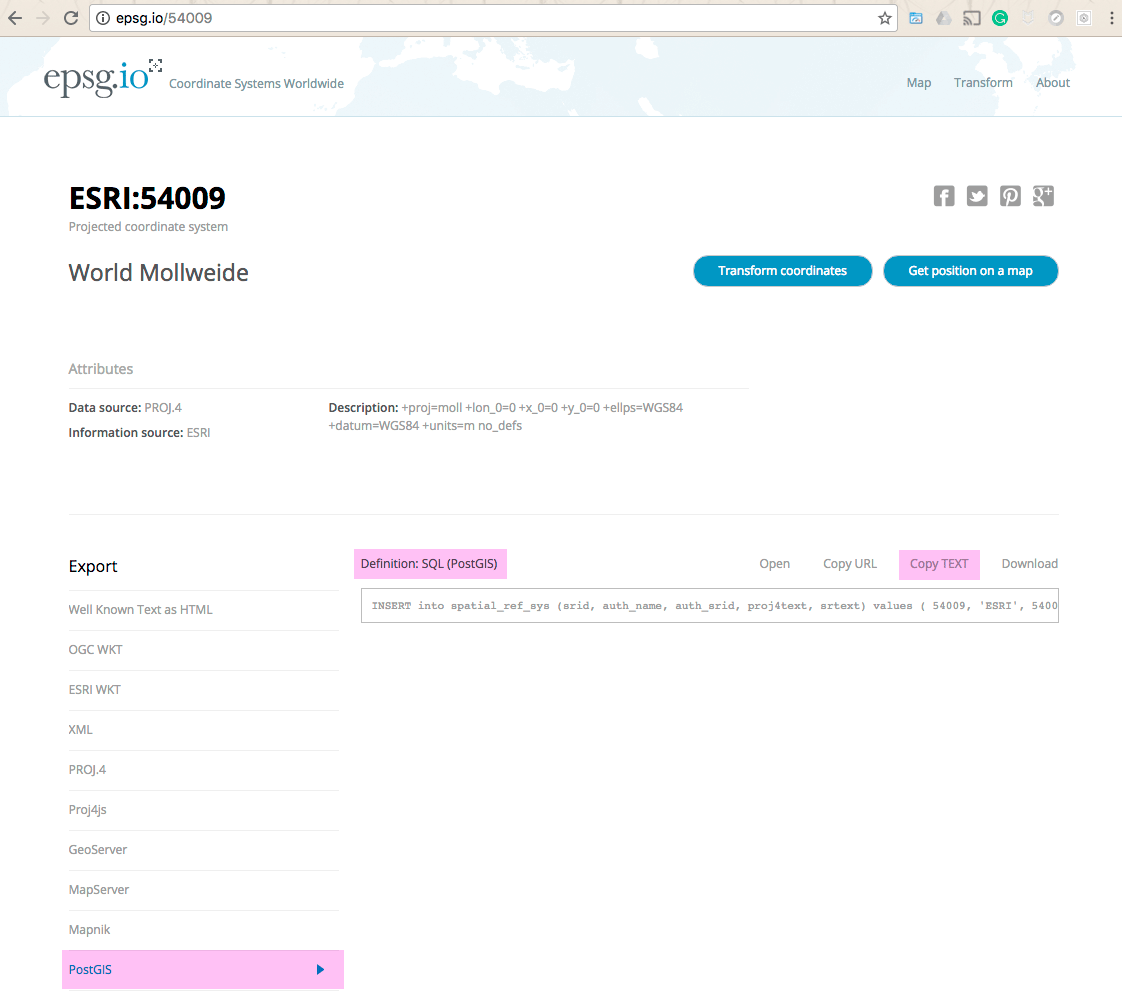 epsg.io/54009
epsg.io Coordinate Systems Worldwide
Map Transform About
ESRI:54009
Projected coordinate system
World Mollweide
Transform coordinates Get position on a map
Attributes
Data source: PROJ.4
Information source: ESRI
Description: +proj=moll +lon_0=0 +x_0=0 +y_0=0 +ellps=WGS84
+datum=WGS84 +units=m no_defs
Export
Well Known Text as HTML
OGC WKT
ESRI WKT
XML
PROJ.4
Proj4js
GeoServer
MapServer
Mapnik
PostGIS
Definition: SQL (PostGIS) Open Copy URL Copy TEXT Download
INSERT into spatial_ref_sys (srid, auth_name, auth_srid, proj4text, srtext) values ( 54009, 'ESRI', 5400